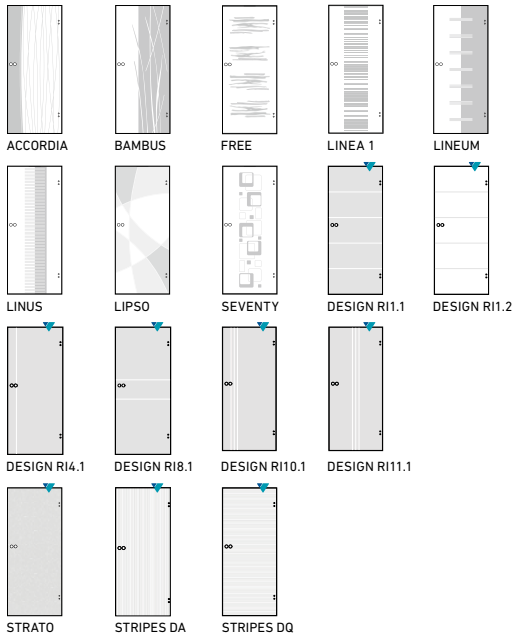 ACCORDIA BAMBUS FREE LINEA 1 LINEUM
LINUS LIPSO SEVENTY DESIGN RI1.1 DESIGN RI1.2
DESIGN RI4.1 DESIGN RI8.1 DESIGN RI10.1 DESIGN RI11.1
STRATO STRIPES DA STRIPES DQ